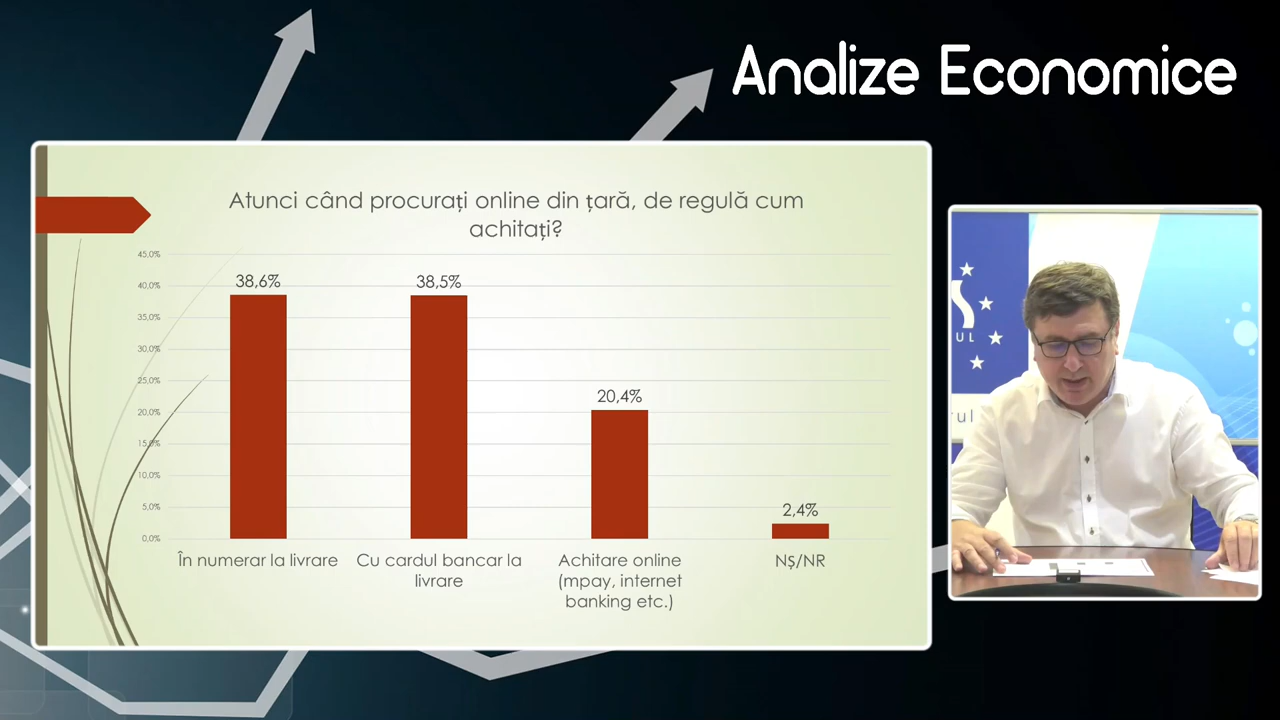 Analize Economice
Atunci când procurați online din țară, de regulă cum
achitați?
45,0%
40,0%
35,0%
30,0%
25,0%
20,0%
15,0%
10,0%
5,0%
0,0%
38,6%
38,5%
20,4%
2,4%
În numerar la livrare
Cu cardul bancar la
livrare
Achitare online
(mpay, internet
banking etc.)
NȘ/NR
S
UL
rul